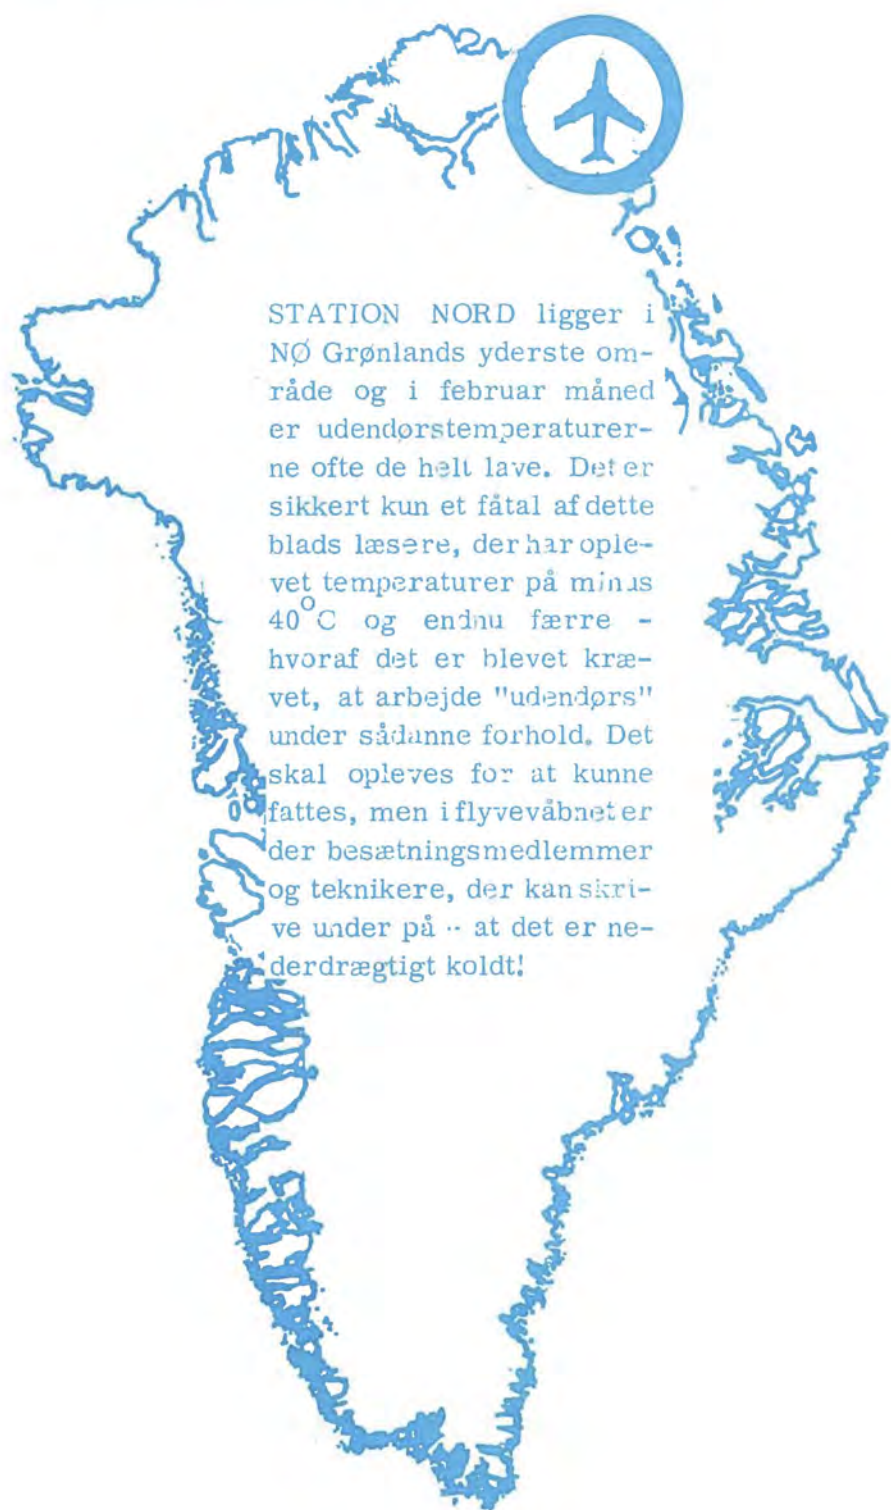 STATION NORD ligger i
NØ Grønlands yderste om-
råde og i februar måned
er udendørstemperaturer-
ne ofte de helt lave. Det er
sikkert kun et fåtal af dette
blads læsere, der har ople-
vet temperaturer på minus
40°C og endnu færre -
hvoraf det er blevet kræ-
vet, at arbejde "udendørs"
under sådanne forhold. Det
skal opleves for at kunne
fattes, men i flyvevåbnet er
der besætningsmedlemmer
og teknikere, der kan skri-
ve under på - at det er ne-
derdrægtigt koldt!